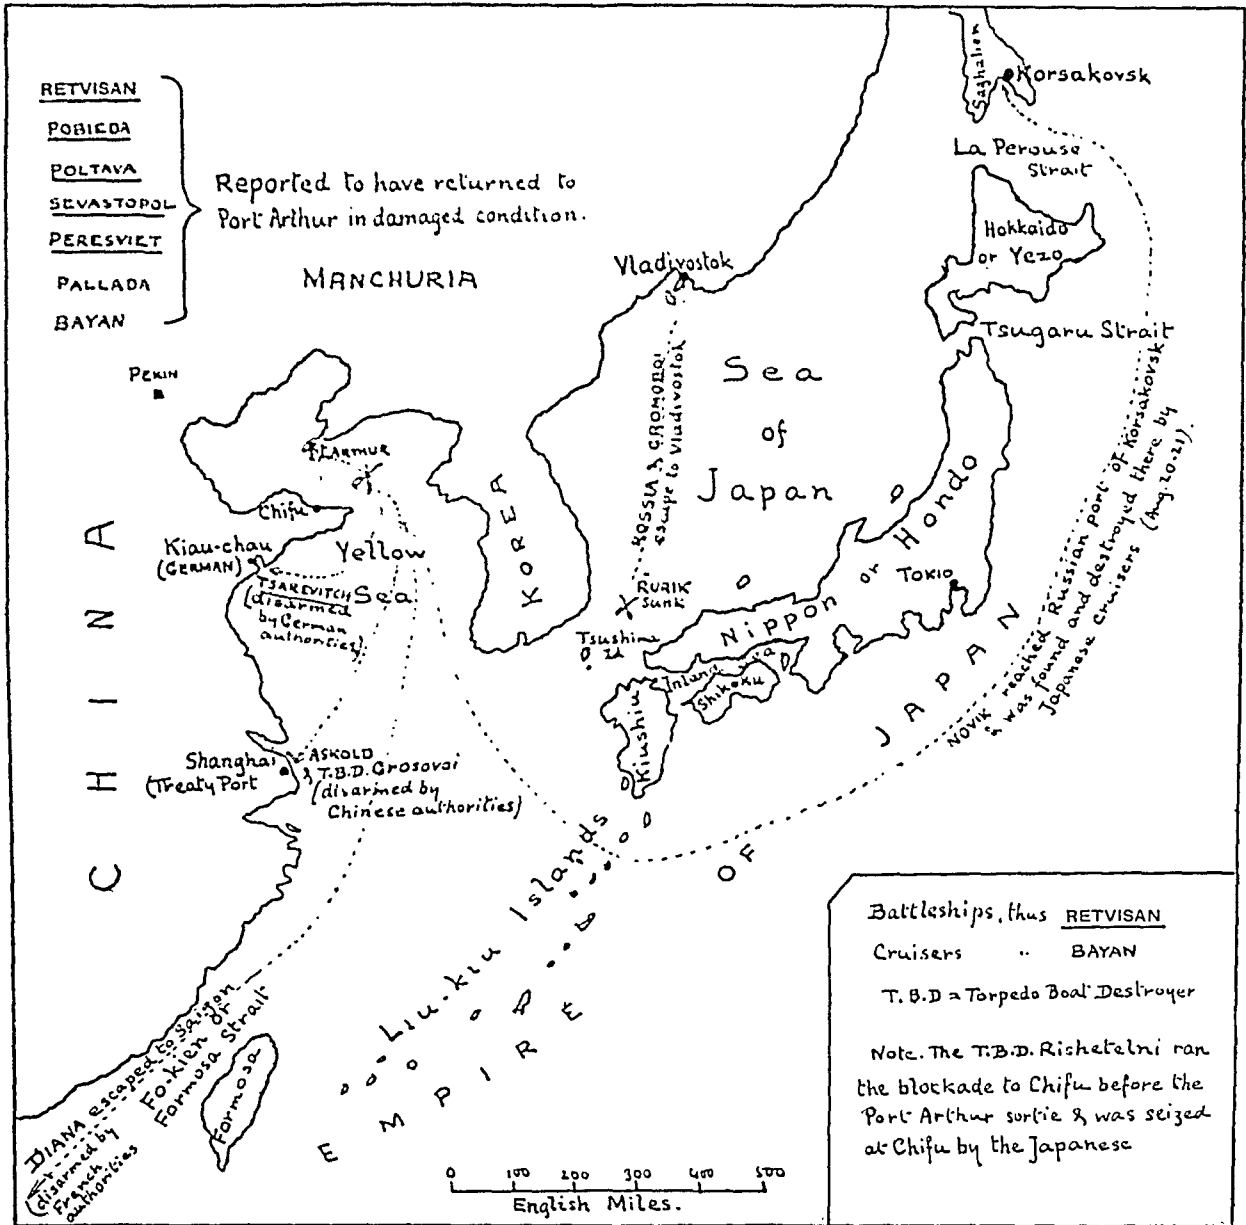 RETVISAN
POBIEDA
POLTAVA
SEVASTOPOL
PERESVIET
PALLADA
BAYAN
Reported to have returned to
Port Arthur in damaged condition.
MANCHURIA
Saghalien
Korsakovsk
La Perouse
Strait
Hokkaido
or Yezo
Tsugaru Strait
Vladivostok
Sea
of
Japan
ROSSIA & GROMOBOI
escape to Vladivostok
RURIK
SUNK
Tsushima
Id
PEKIN
PT. ARTHUR
Chifu
Kiau-chau
(GERMAN)
TSAREVITCH
(disarmed
by German
authorities)
Yellow
Sea
KOREA
CHINA
Nippon or Hondo
TOKIO
Inland Sea
Shikoku
Kiushiu
NOVIK reached Russian port of Korsakovsk
& was found and destroyed there by
Japanese Cruisers (Aug. 20-21).
Shanghai
(Treaty Port
ASKOLD
& T.B.D. Grosovoi
(disarmed by
Chinese authorities)
Liu-kiu Islands
EMPIRE OF JAPAN
DIANA escaped to Saigon
(disarmed by
French
authorities
Fo-kien or
Formosa Strait
Formosa
0 100 200 300 400 500
English Miles.
Battleships, thus RETVISAN
Cruisers " BAYAN
T.B.D = Torpedo Boat Destroyer
Note. The T.B.D. Rishetelni ran
the blockade to Chifu before the
Port Arthur sortie & was seized
at Chifu by the Japanese